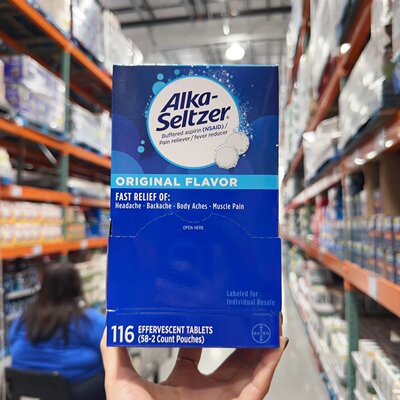 Alka-
Seltzer®
Buffered aspirin (NSAID) /
Pain reliever / fever reducer
ORIGINAL FLAVOR
FAST RELIEF OF:
Headache - Backache - Body Aches - Muscle Pain
OPEN HERE
Labeled for
Individual Resale
116 EFFERVESCENT TABLETS
(58-2 Count Pouches)
BAYER